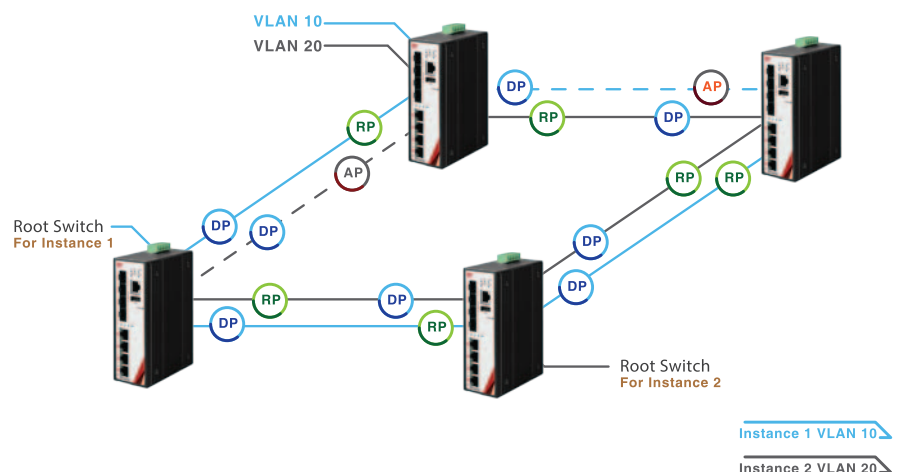 VLAN 10
VLAN 20
DP
AP
RP
DP
RP
AP
RP
RP
Root Switch
For Instance 1
DP
DP
DP
DP
RP
DP
DP
RP
Root Switch
For Instance 2
Instance 1 VLAN 10
Instance 2 VLAN 20